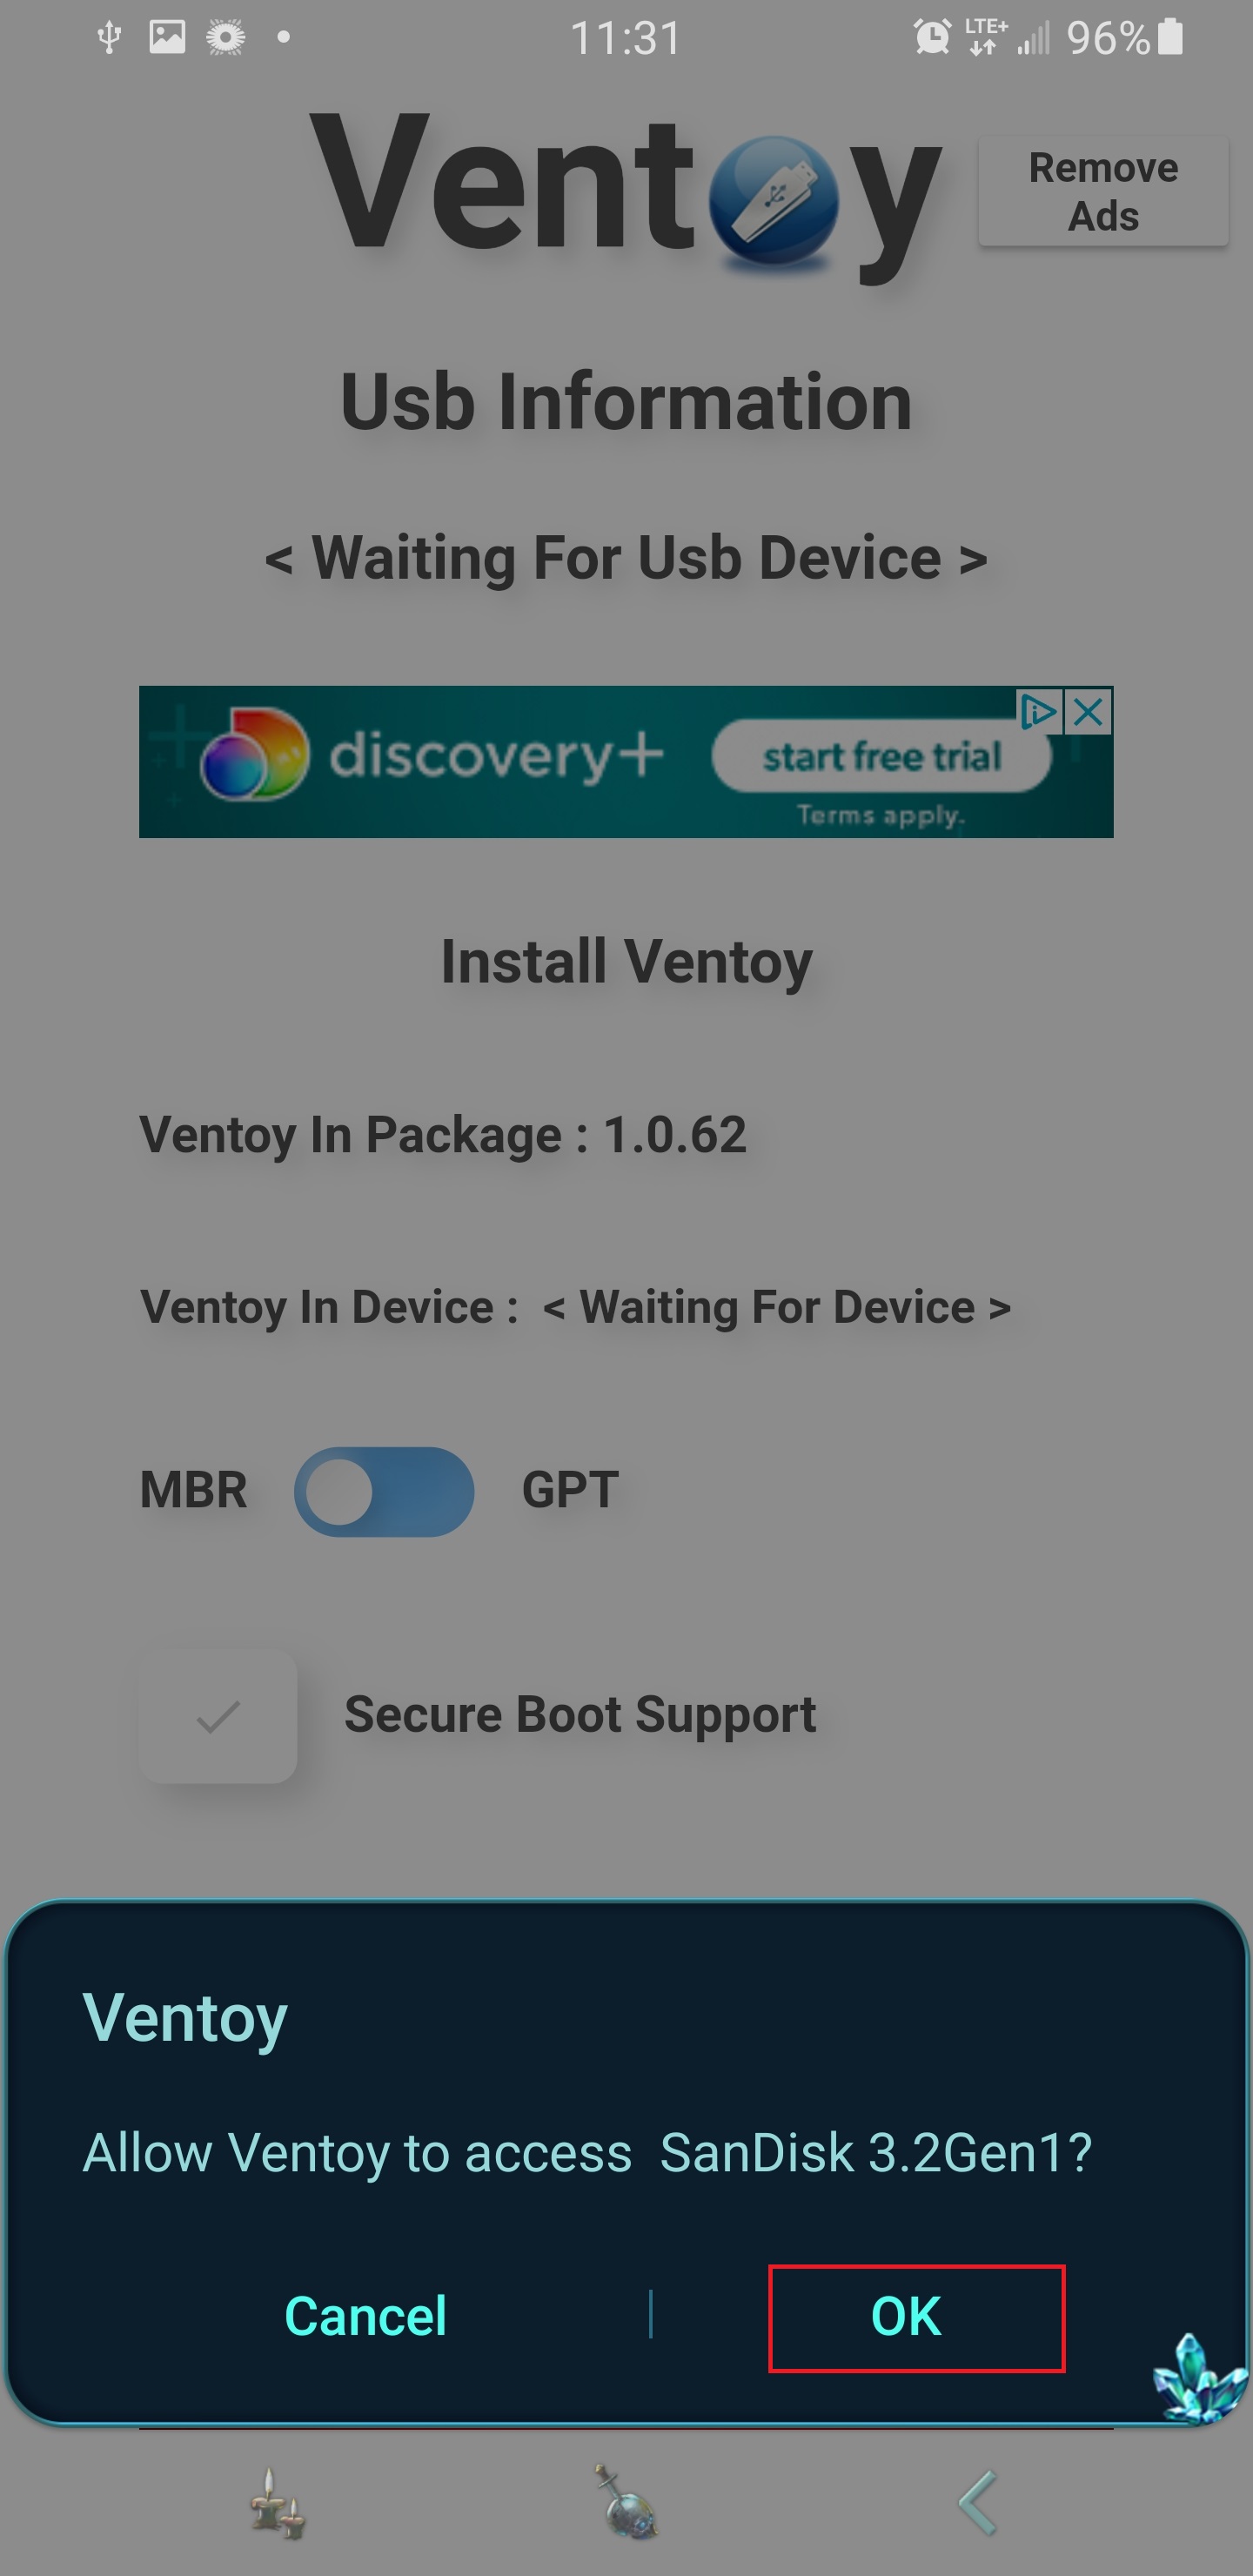 11:31
LTE+
96%
Ventoy
Remove
Ads
Usb Information
< Waiting For Usb Device >
discovery+
start free trial
Terms apply.
Install Ventoy
Ventoy In Package : 1.0.62
Ventoy In Device : < Waiting For Device >
MBR
GPT
Secure Boot Support
Ventoy
Allow Ventoy to access  SanDisk 3.2Gen1?
Cancel
OK